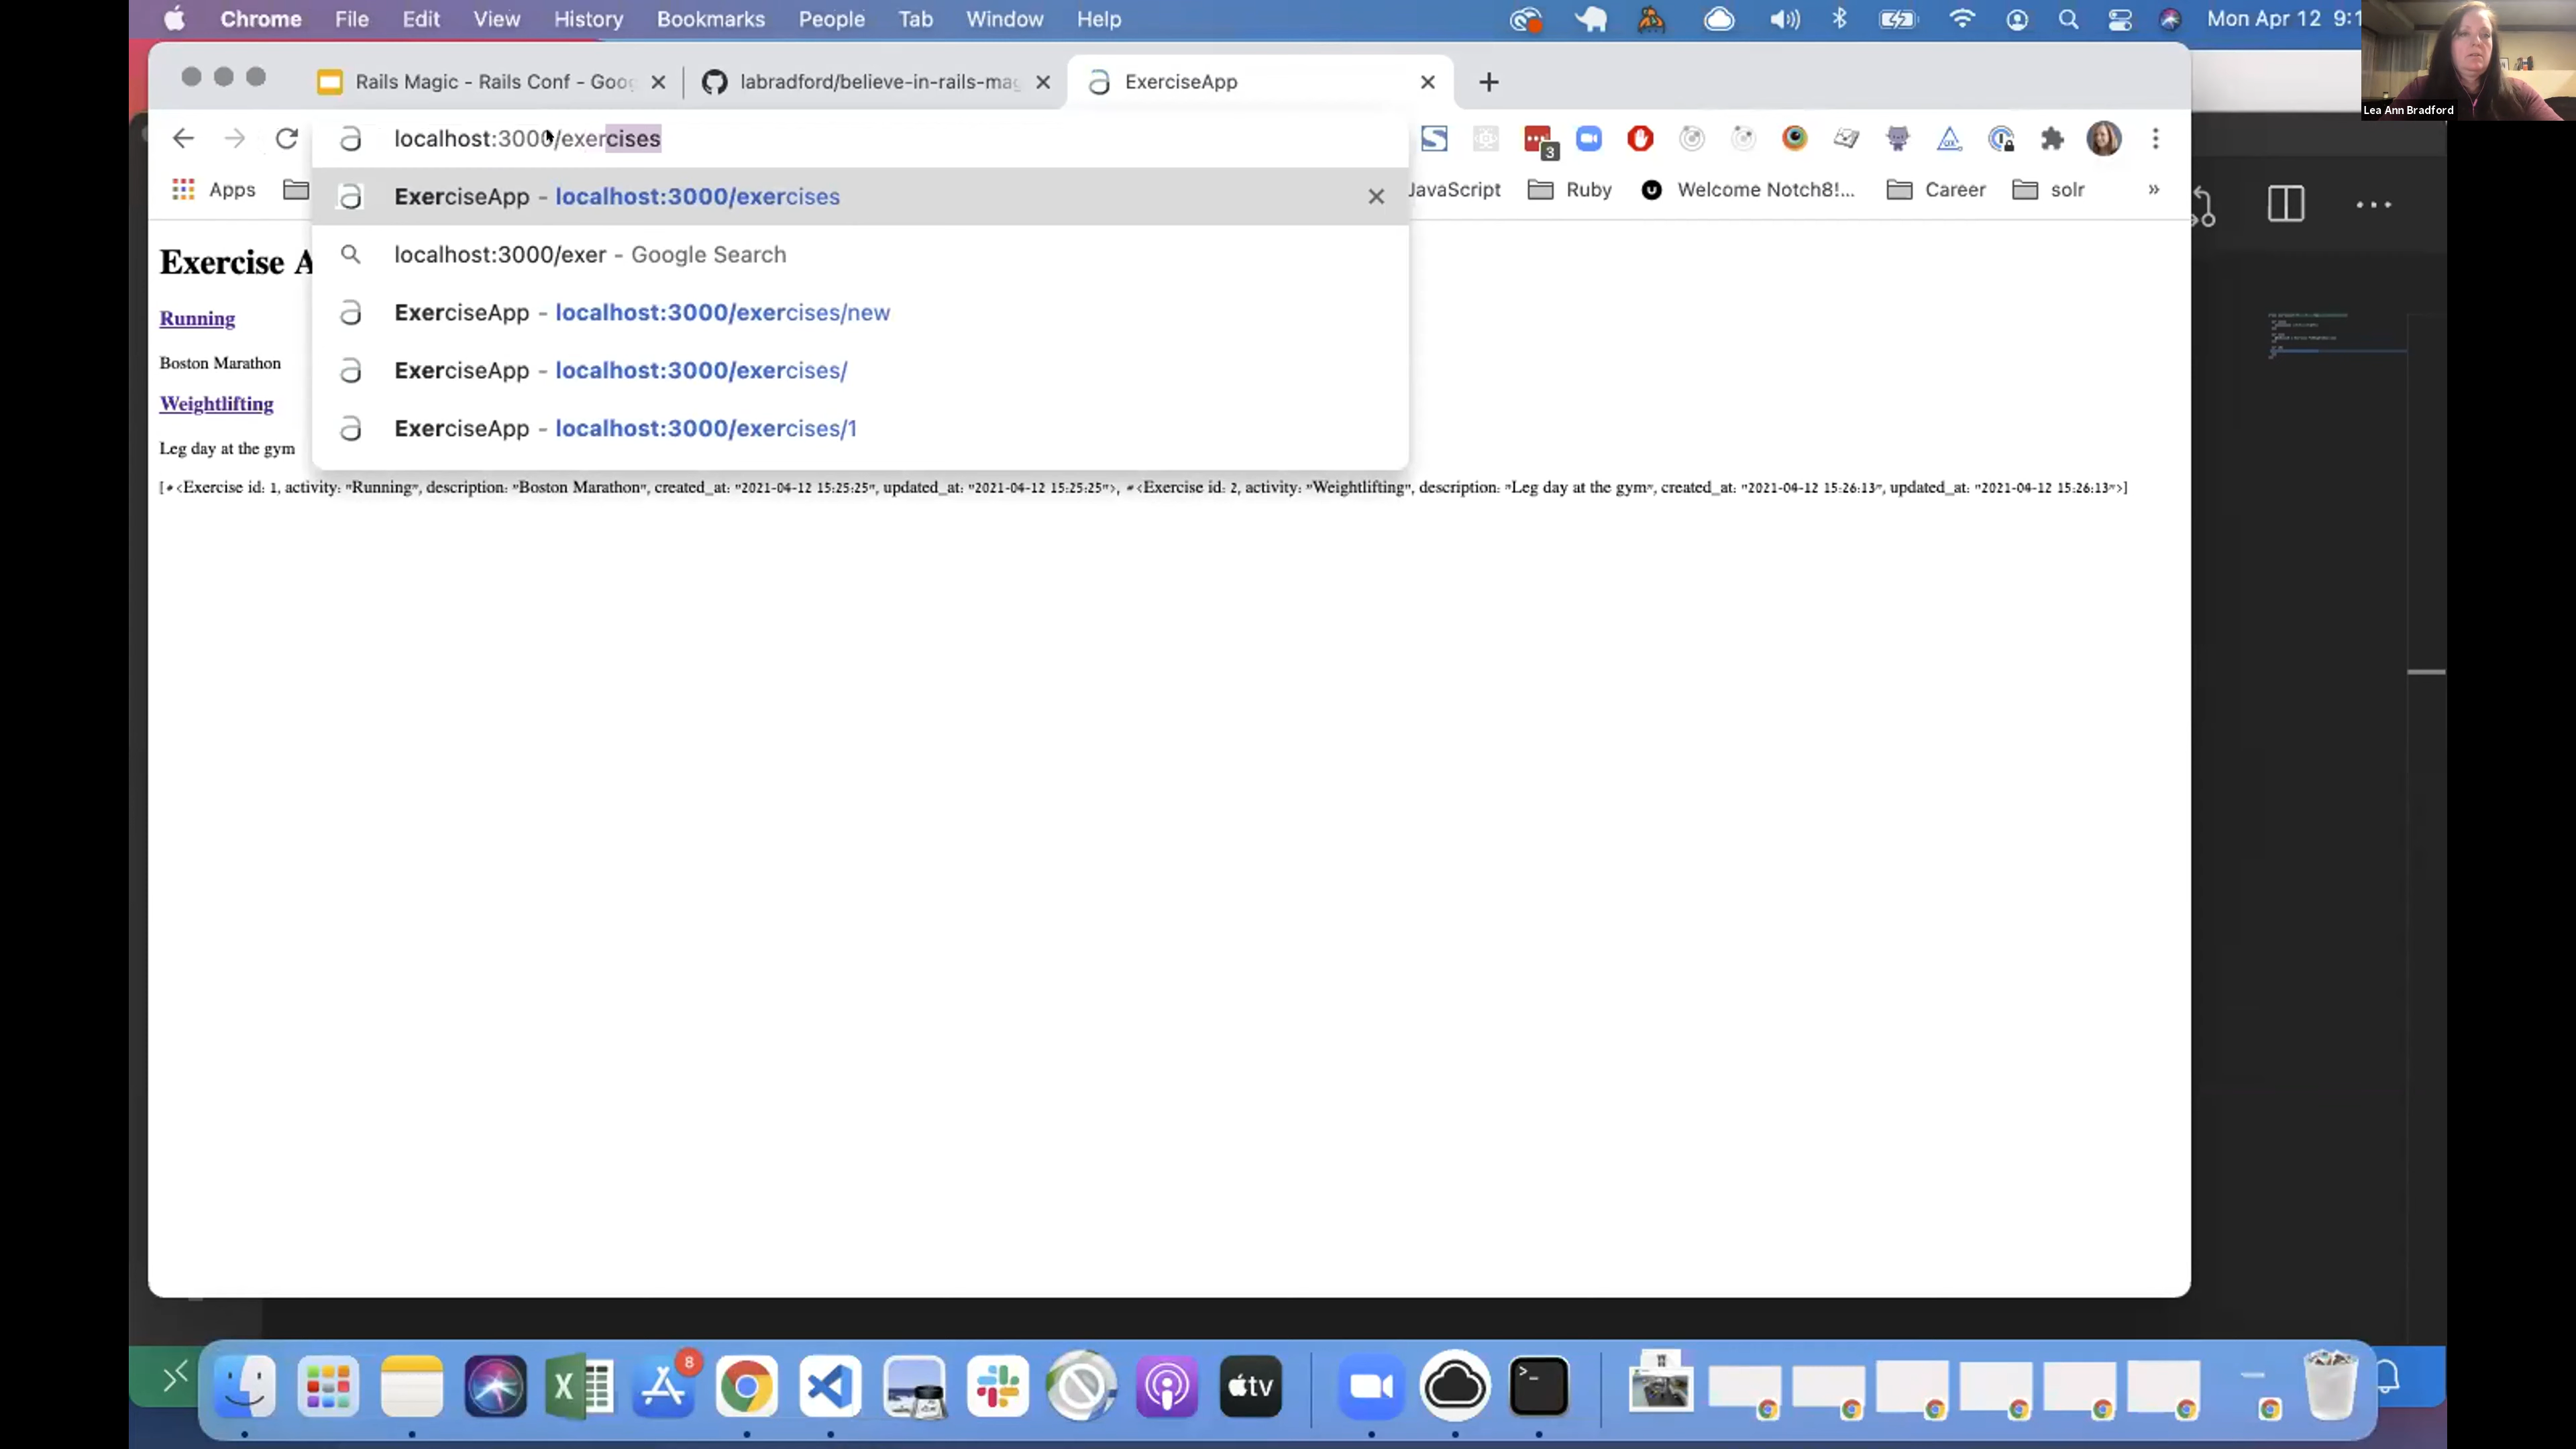 Chrome File Edit View History Bookmarks People Tab Window Help Mon Apr 12 9:1
Lea Ann Bradford
Rails Magic - Rails Conf - Goo
labradford/believe-in-rails-mag
ExerciseApp
localhost:3000/exercises
3
Apps
JavaScript
Ruby
Welcome Notch8!...
Career
solr
»
ExerciseApp - localhost:3000/exercises
localhost:3000/exer - Google Search
ExerciseApp - localhost:3000/exercises/new
ExerciseApp - localhost:3000/exercises/
ExerciseApp - localhost:3000/exercises/1
Exercise A
Running
Boston Marathon
Weightlifting
Leg day at the gym
[#<Exercise id: 1, activity: "Running", description: "Boston Marathon", created_at: "2021-04-12 15:25:25", updated_at: "2021-04-12 15:25:25">, #<Exercise id: 2, activity: "Weightlifting", description: "Leg day at the gym", created_at: "2021-04-12 15:26:13", updated_at: "2021-04-12 15:26:13">]
8
tv